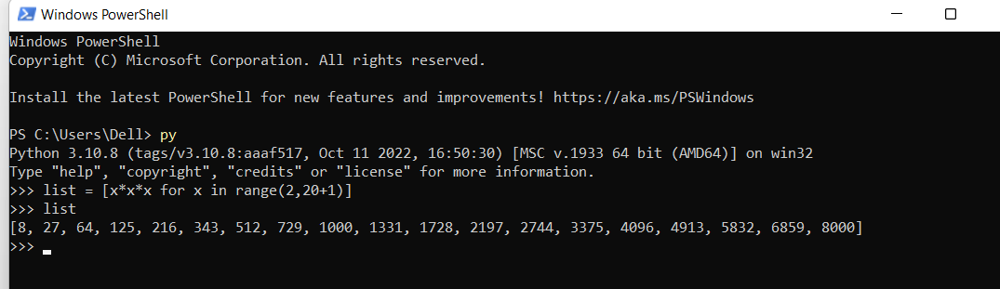 Windows PowerShell
Windows PowerShell
Copyright (C) Microsoft Corporation. All rights reserved.
Install the latest PowerShell for new features and improvements! https://aka.ms/PSWindows
PS C:\Users\Dell> py
Python 3.10.8 (tags/v3.10.8:aaaf517, Oct 11 2022, 16:50:30) [MSC v.1933 64 bit (AMD64)] on win32
Type "help", "copyright", "credits" or "license" for more information.
>>> list = [x*x*x for x in range(2,20+1)]
>>> list
[8, 27, 64, 125, 216, 343, 512, 729, 1000, 1331, 1728, 2197, 2744, 3375, 4096, 4913, 5832, 6859, 8000]
>>>